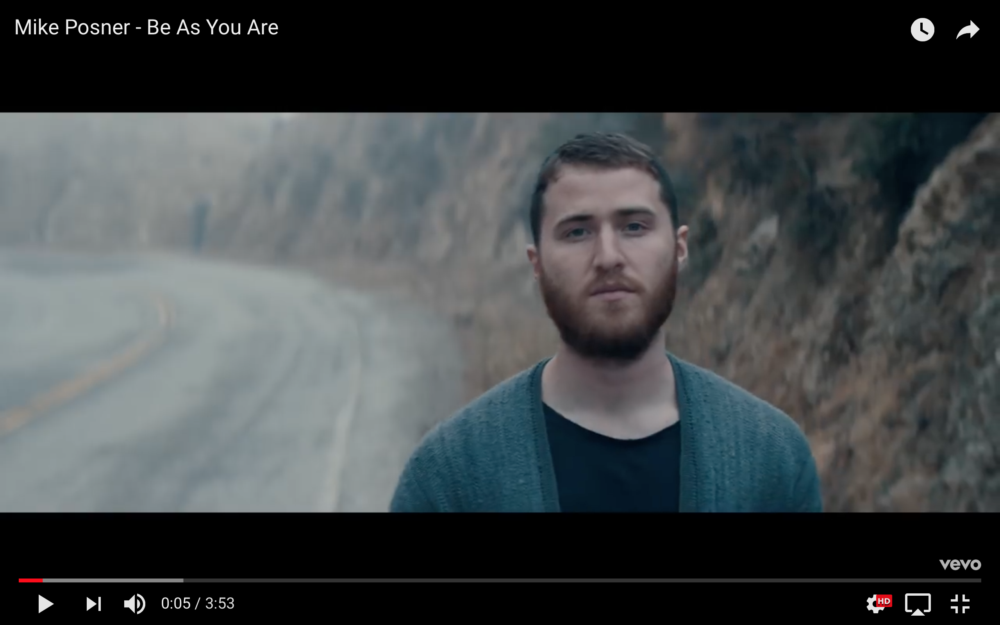 Mike Posner - Be As You Are
vevo
0:05 / 3:53
HD